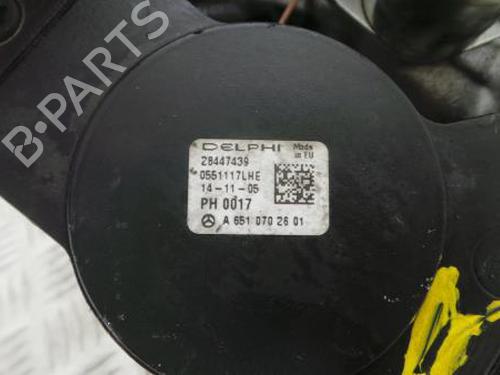 DELPHI Made in EU
28447439
0551117LHE
14-11-05
PH 0017
A 651 070 26 01
B-PARTS